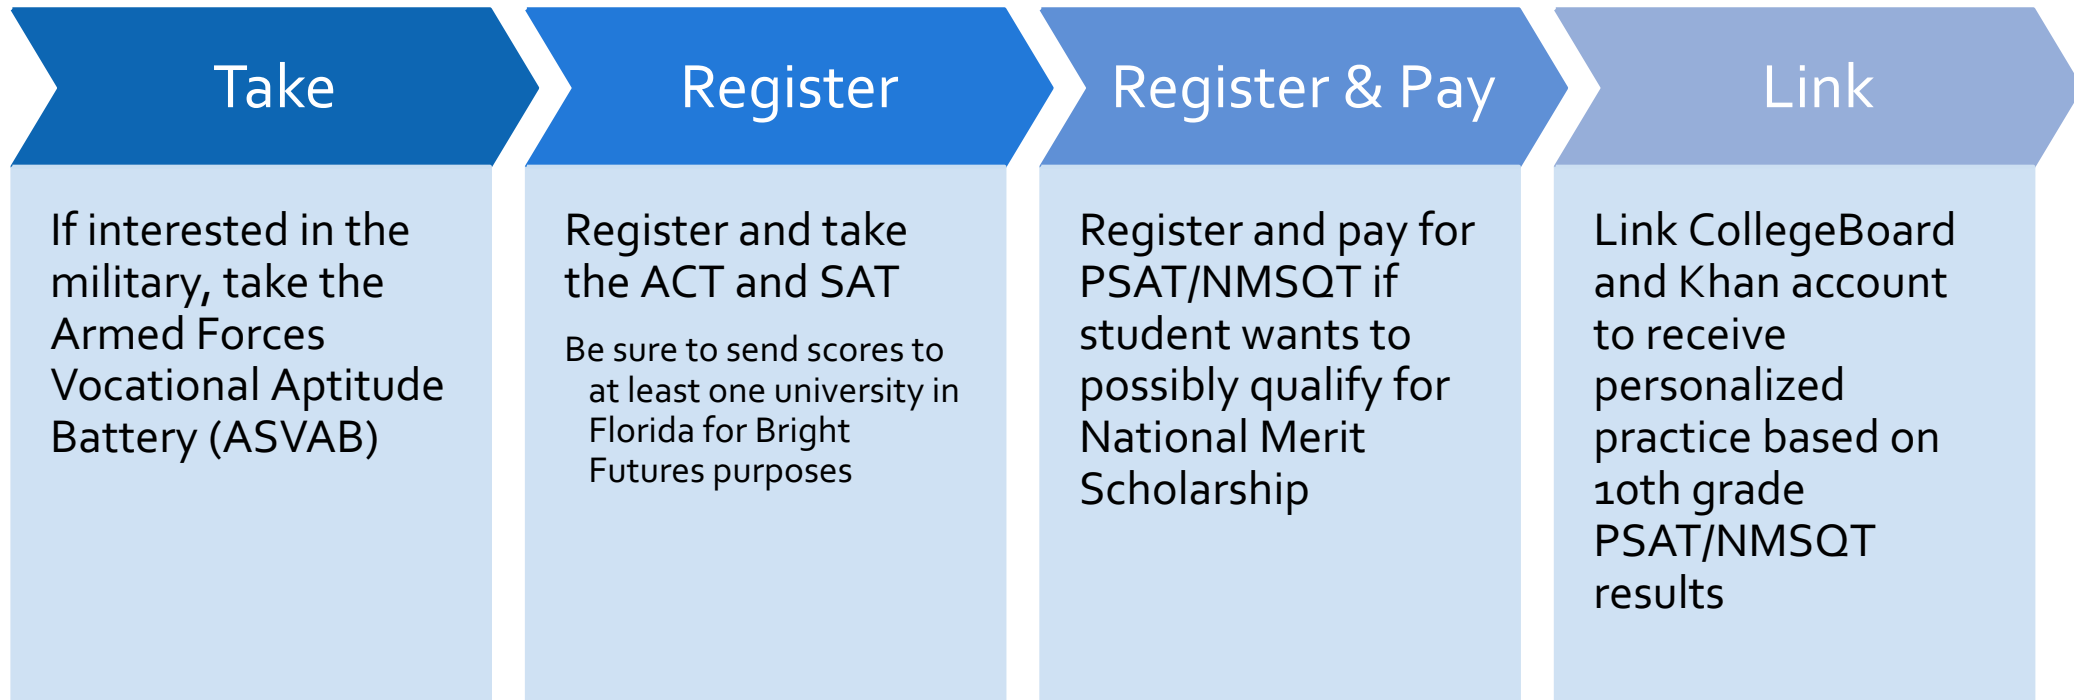 Take
If interested in the
military, take the
Armed Forces
Vocational Aptitude
Battery (ASVAB)
Register
Register and take
the ACT and SAT
Be sure to send scores to
at least one university in
Florida for Bright
Futures purposes
Register & Pay
Register and pay for
PSAT/NMSQT if
student wants to
possibly qualify for
National Merit
Scholarship
Link
Link CollegeBoard
and Khan account
to receive
personalized
practice based on
10th grade
PSAT/NMSQT
results